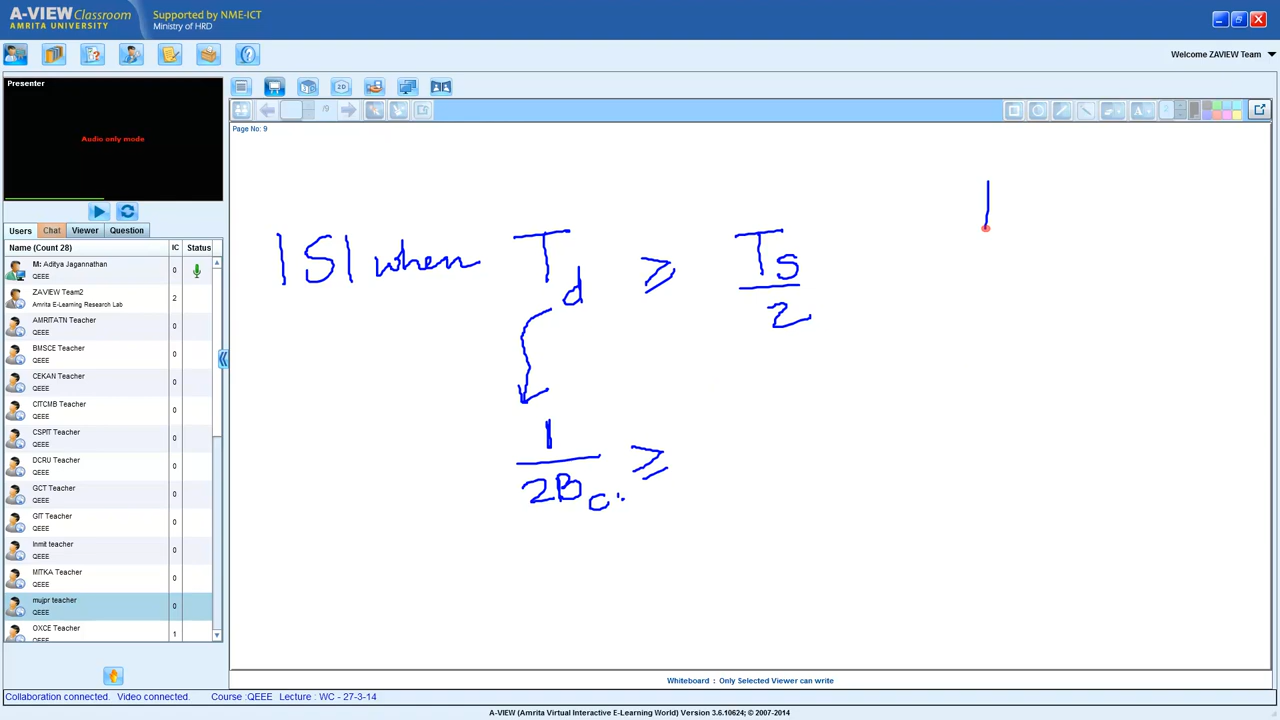 A-VIEW Classroom
AMRITA UNIVERSITY
Supported by NME-ICT
Ministry of HRD
Welcome ZAVIEW Team
Presenter
Audio only mode
Users Chat Viewer Question
Name (Count 28) IC Status
M: Aditya Jagannathan 0
QEEE
ZAVIEW Team2 2
Amrita E-Learning Research Lab
AMRITATN Teacher 0
QEEE
BMSCE Teacher 0
QEEE
CEKAN Teacher 0
QEEE
CITCMB Teacher 0
QEEE
CSPIT Teacher 0
QEEE
DCRU Teacher 0
QEEE
GCT Teacher 0
QEEE
GIT Teacher 0
QEEE
Inmit teacher 0
QEEE
MITKA Teacher 0
QEEE
mujpr teacher 0
QEEE
OXCE Teacher 1
QEEE
/9
2D
A
2
Page No: 9
ISI when T_d ≥ T_s/2
1/2B_c ≥
Whiteboard : Only Selected Viewer can write
Collaboration connected. Video connected. Course :QEEE Lecture : WC - 27-3-14
A-VIEW (Amrita Virtual Interactive E-Learning World) Version 3.6.10624; © 2007-2014